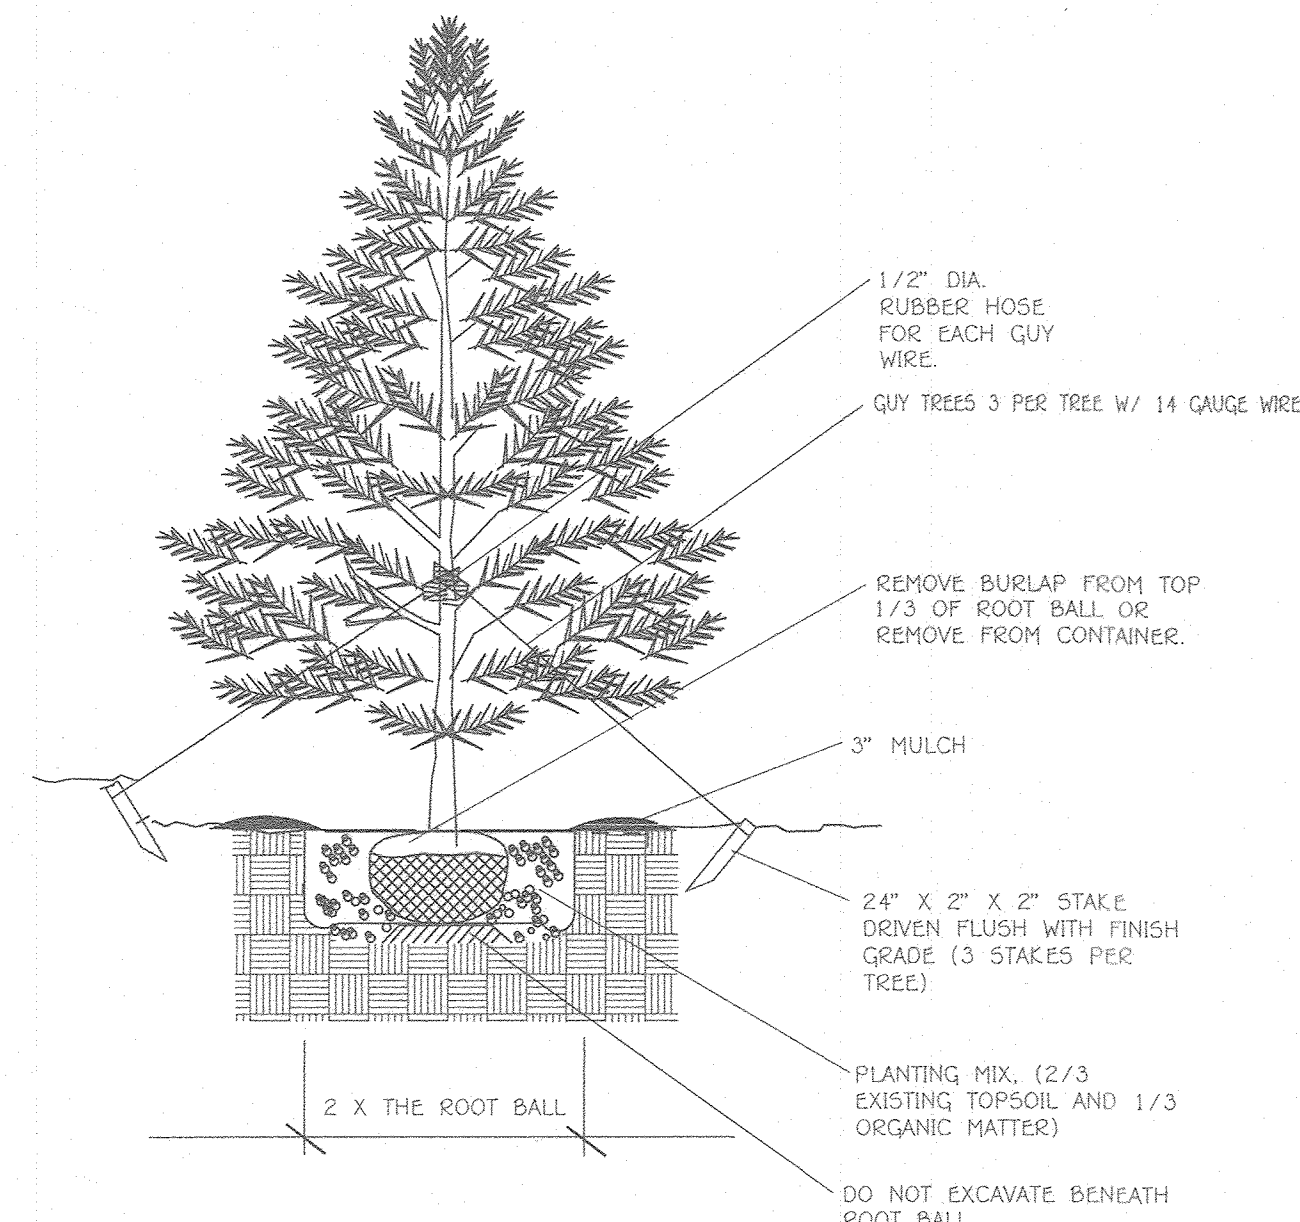 1/2" DIA.
RUBBER HOSE
FOR EACH GUY
WIRE.
GUY TREES 3 PER TREE W/ 14 GAUGE WIRE
REMOVE BURLAP FROM TOP
1/3 OF ROOT BALL OR
REMOVE FROM CONTAINER.
3" MULCH
24" X 2" X 2" STAKE
DRIVEN FLUSH WITH FINISH
GRADE (3 STAKES PER
TREE)
PLANTING MIX, (2/3
EXISTING TOPSOIL AND 1/3
ORGANIC MATTER)
2 X THE ROOT BALL
DO NOT EXCAVATE BENEATH
ROOT BALL